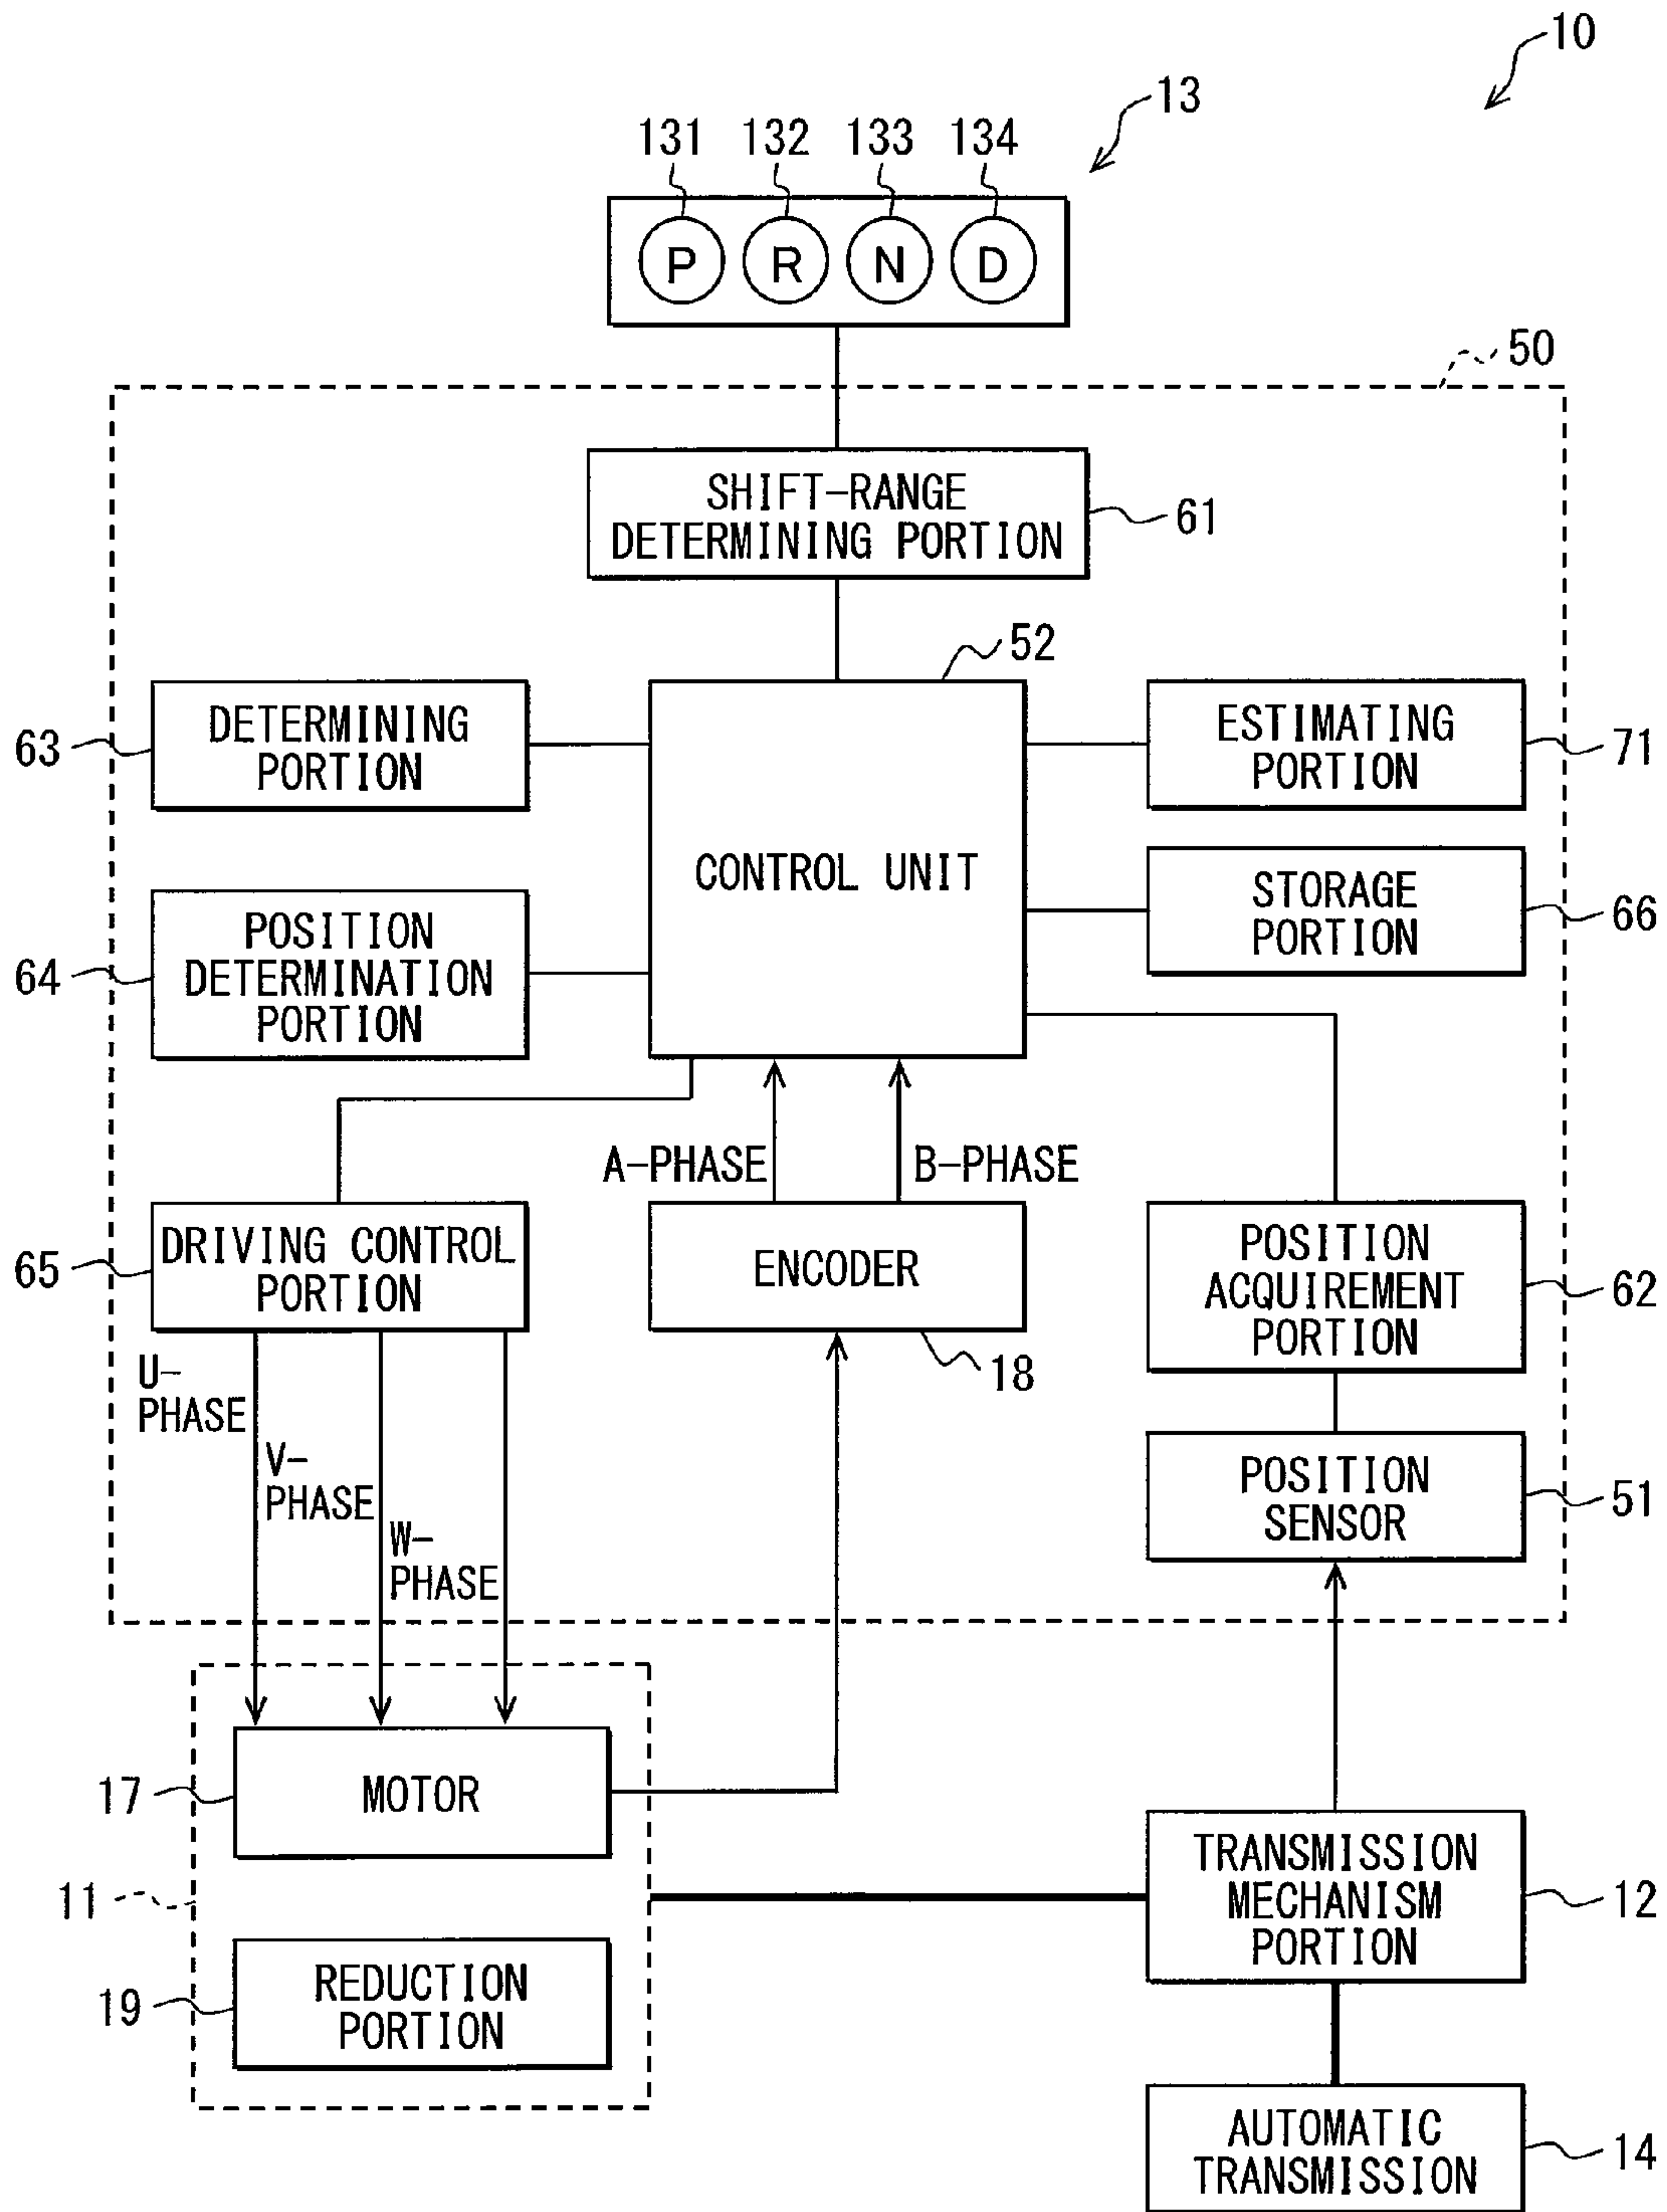 10
13
131 132 133 134
P R N D
50
SHIFT-RANGE
DETERMINING PORTION
61
52
63
DETERMINING
PORTION
CONTROL UNIT
ESTIMATING
PORTION
71
STORAGE
PORTION
66
64
POSITION
DETERMINATION
PORTION
A-PHASE
B-PHASE
65
DRIVING CONTROL
PORTION
ENCODER
18
POSITION
ACQUIREMENT
PORTION
62
U-
PHASE
V-
PHASE
W-
PHASE
POSITION
SENSOR
51
17
MOTOR
11
TRANSMISSION
MECHANISM
PORTION
12
19
REDUCTION
PORTION
AUTOMATIC
TRANSMISSION
14